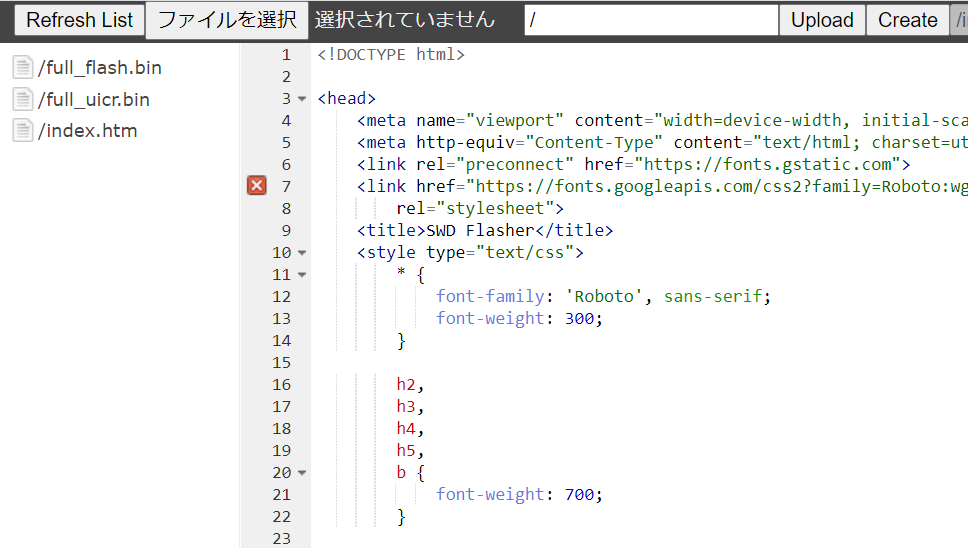 Refresh List ファイルを選択 選択されていません / Upload Create
/full_flash.bin
/full_uicr.bin
/index.htm
1 <!DOCTYPE html>
2
3 <head>
4 <meta name="viewport" content="width=device-width, initial-sca
5 <meta http-equiv="Content-Type" content="text/html; charset=ut
6 <link rel="preconnect" href="https://fonts.gstatic.com">
7 <link href="https://fonts.googleapis.com/css2?family=Roboto:wg
8 rel="stylesheet">
9 <title>SWD Flasher</title>
10 <style type="text/css">
11 * {
12 font-family: 'Roboto', sans-serif;
13 font-weight: 300;
14 }
15
16 h2,
17 h3,
18 h4,
19 h5,
20 b {
21 font-weight: 700;
22 }
23